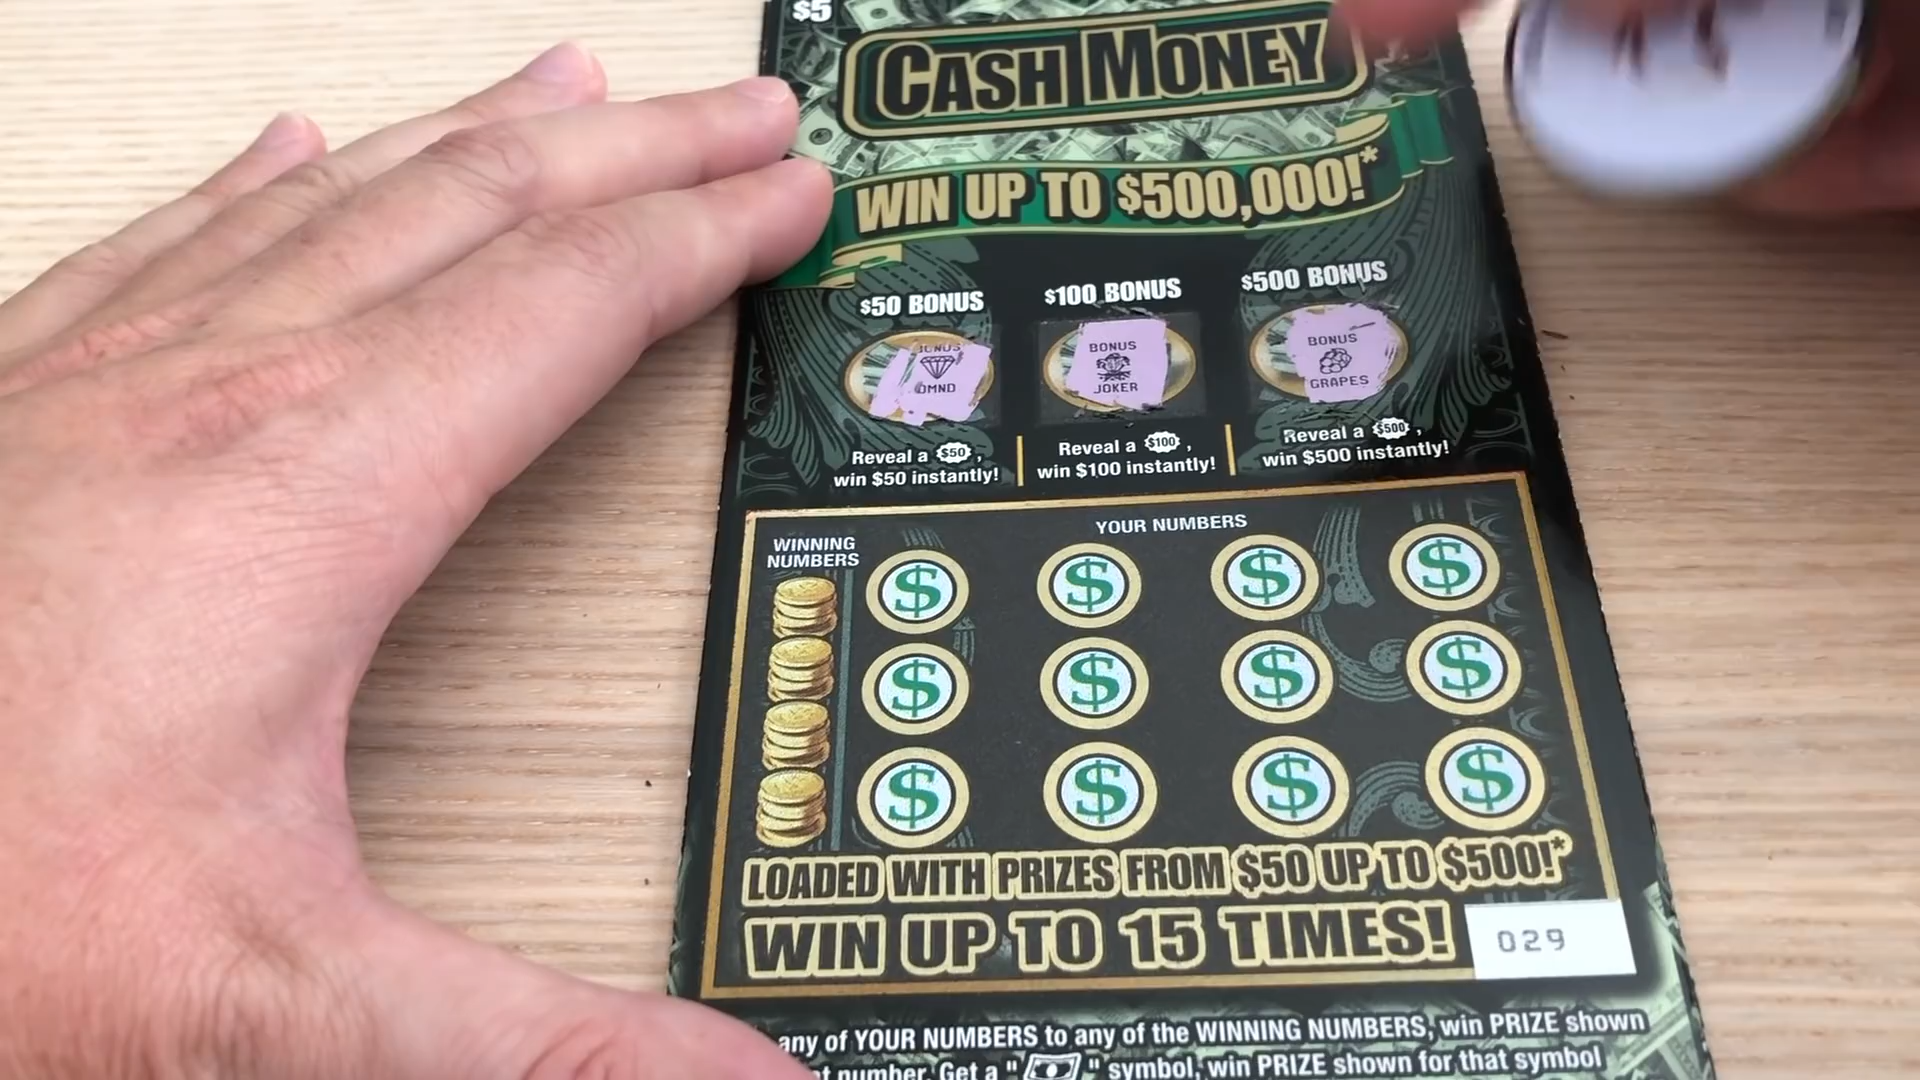 $5
CASH MONEY
WIN UP TO $500,000!*
$50 BONUS
$100 BONUS
$500 BONUS
BONUS
DMND
BONUS
JOKER
BONUS
GRAPES
Reveal a $50,
win $50 instantly!
Reveal a $100,
win $100 instantly!
Reveal a $500,
win $500 instantly!
WINNING
NUMBERS
YOUR NUMBERS
$ $ $ $
$ $ $ $
$ $ $ $
LOADED WITH PRIZES FROM $50 UP TO $500!*
WIN UP TO 15 TIMES!
029
any of YOUR NUMBERS to any of the WINNING NUMBERS, win PRIZE shown
number. Get a " " symbol, win PRIZE shown for that symbol